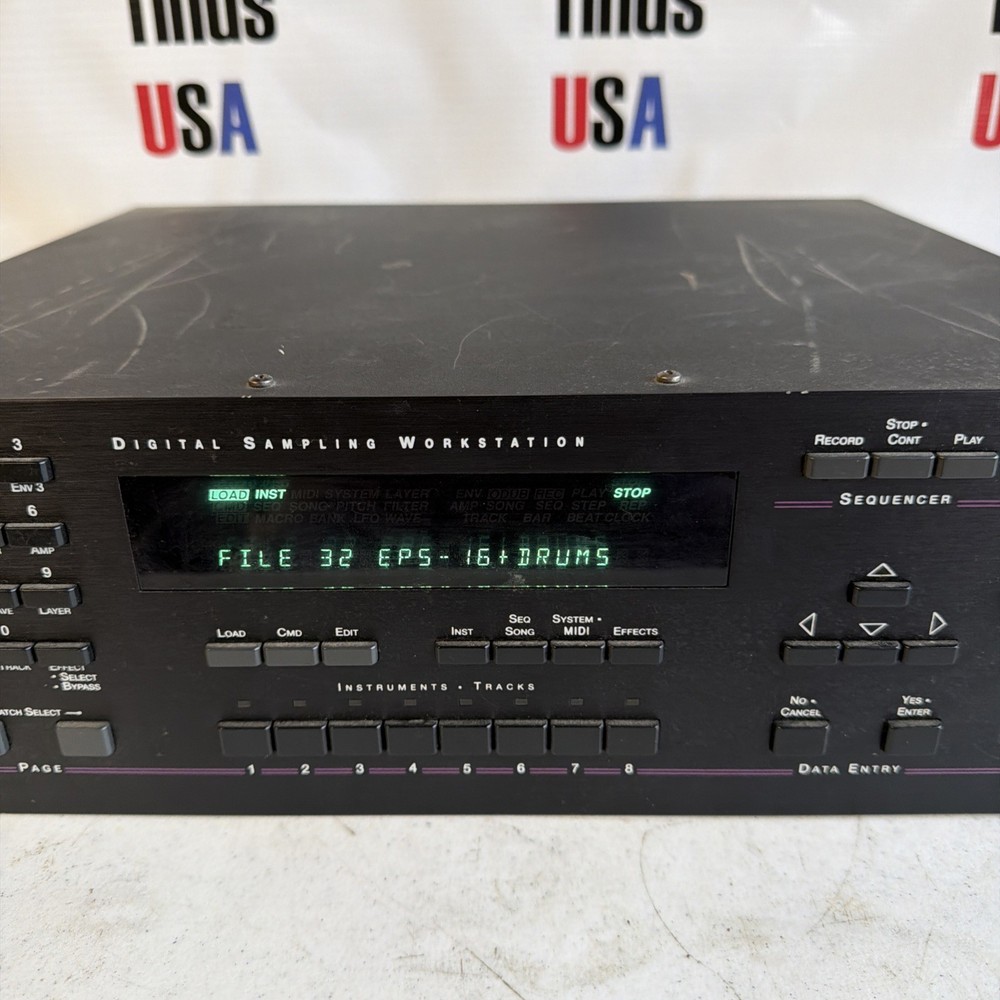 USA USA
DIGITAL SAMPLING WORKSTATION
RECORD STOP • CONT PLAY
SEQUENCER
3
ENV 3
6
AMP
9
LAYER
0
EFFECT
• SELECT
• BYPASS
PAGE
LOAD INST MIDI SYSTEM LAYER ENV ODUB REC PLAY STOP
CMD SEQ SONG PITCH FILTER AMP SONG SEQ STEP REP
EDIT MACRO BANK LFO WAVE TRACK BAR BEAT CLOCK
FILE 32 EPS-16+DRUMS
LOAD CMD EDIT INST SEQ SONG SYSTEM • MIDI EFFECTS
INSTRUMENTS • TRACKS
1 2 3 4 5 6 7 8
NO • CANCEL YES • ENTER
DATA ENTRY